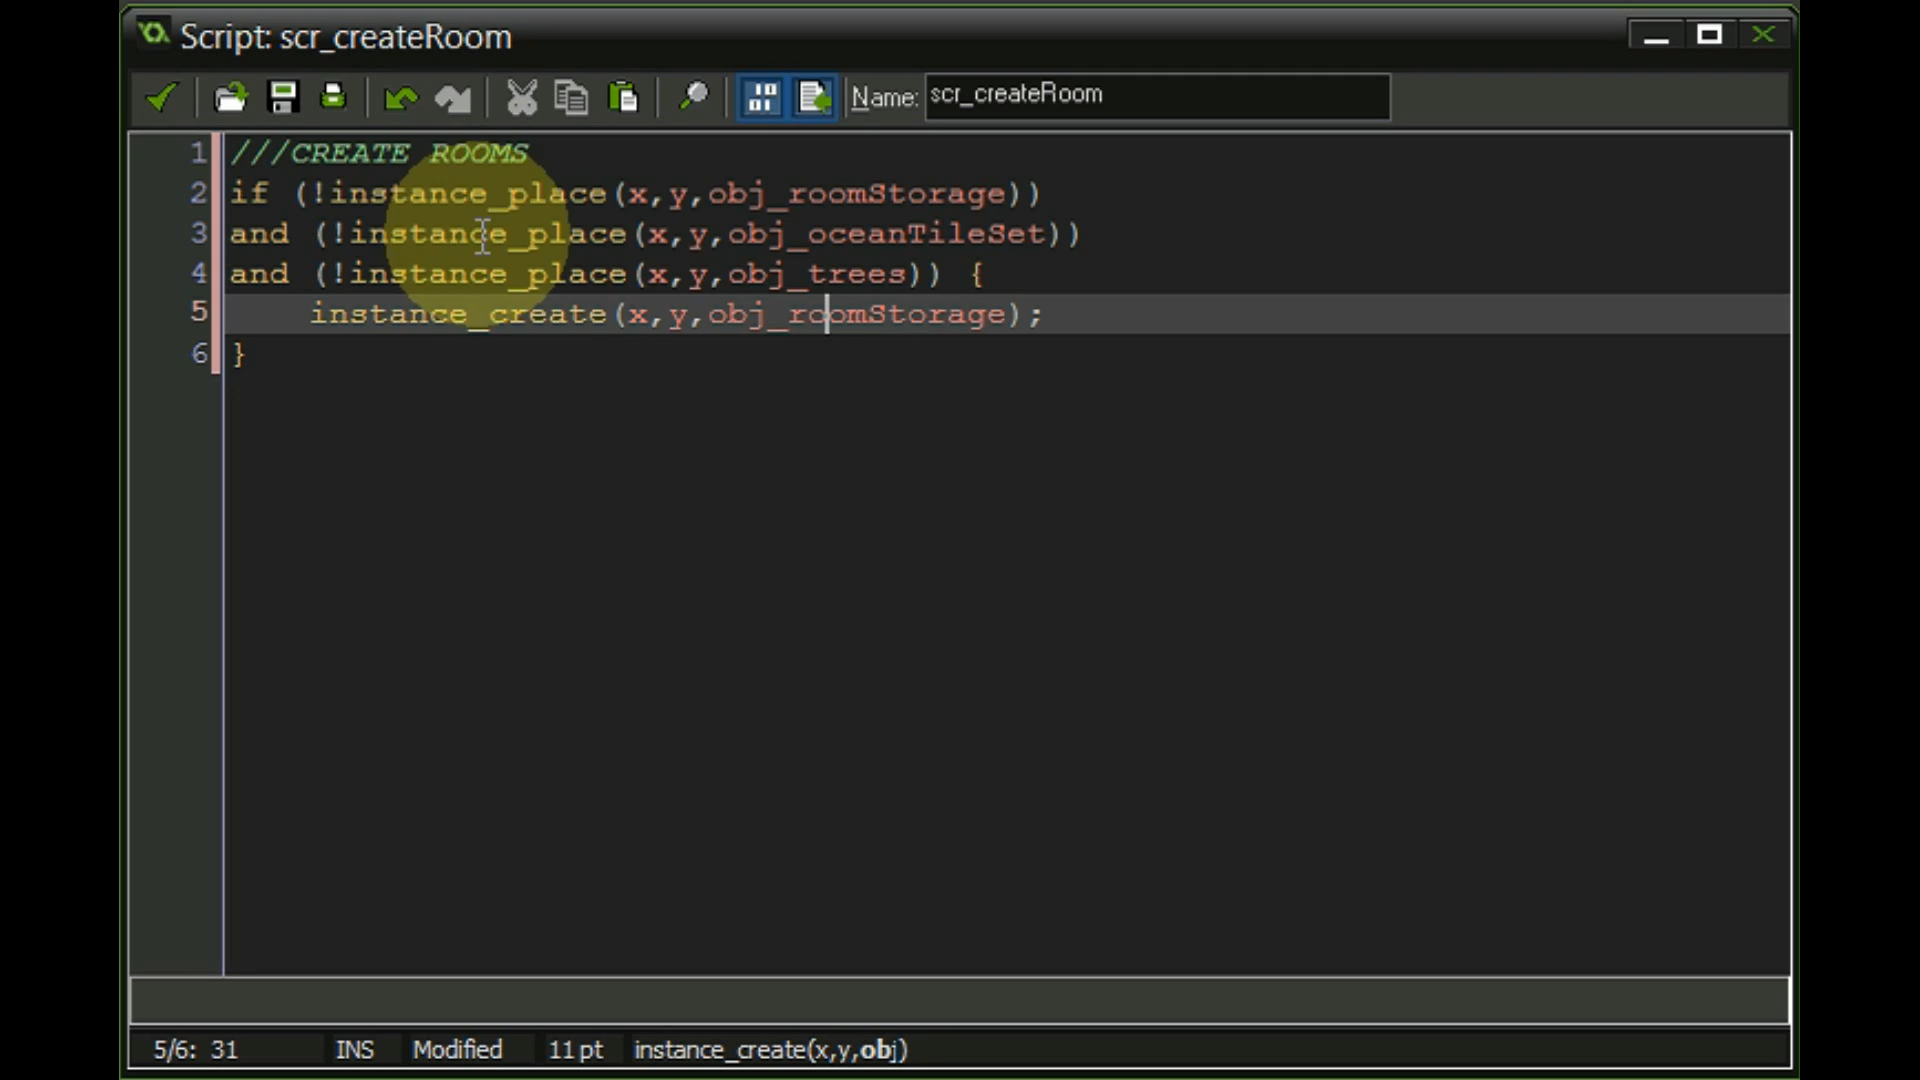 Script: scr_createRoom
Name: scr_createRoom
1 ///CREATE ROOMS
2 if (!instance_place(x,y,obj_roomStorage))
3 and (!instance_place(x,y,obj_oceanTileSet))
4 and (!instance_place(x,y,obj_trees)) {
5 instance_create(x,y,obj_roomStorage);
6 }
5/6: 31 INS Modified 11 pt instance_create(x,y,obj)